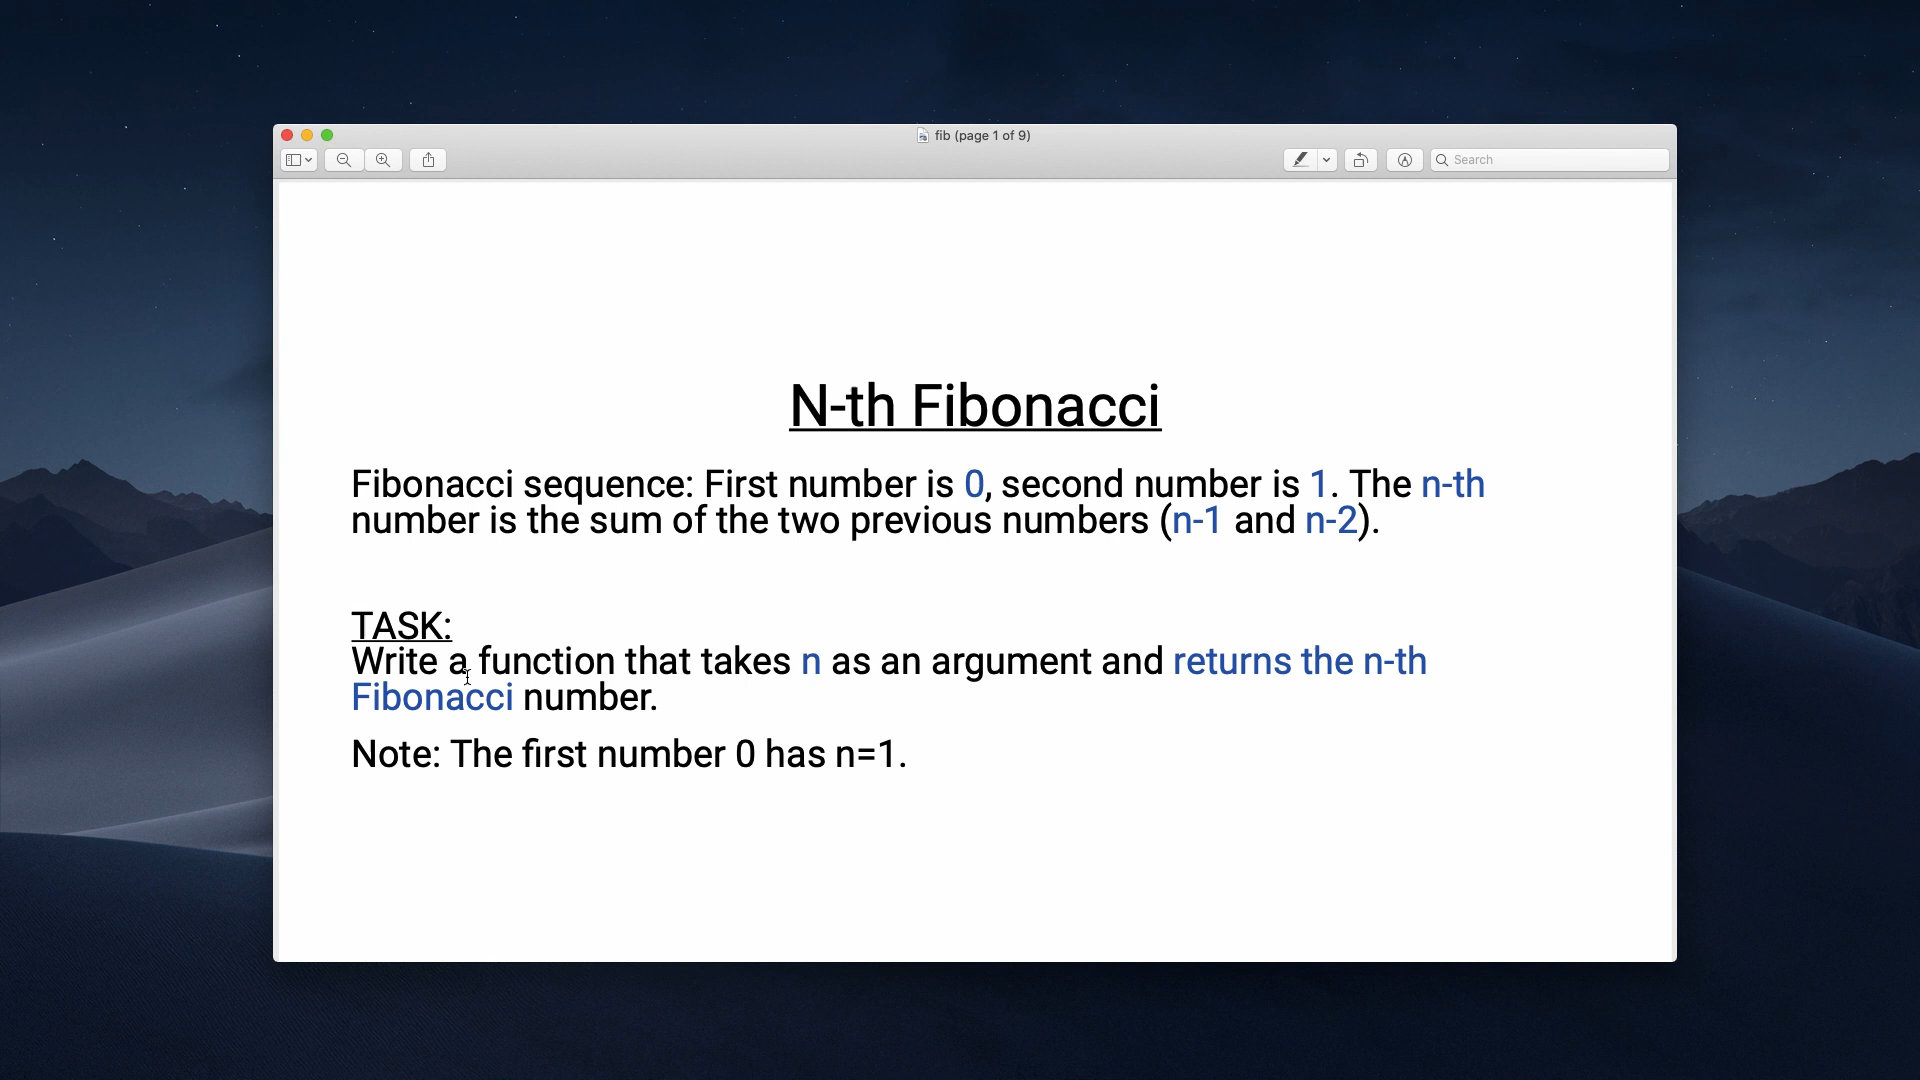 fib (page 1 of 9)
Search
N-th Fibonacci
Fibonacci sequence: First number is 0, second number is 1. The n-th
number is the sum of the two previous numbers (n-1 and n-2).
TASK:
Write a function that takes n as an argument and returns the n-th
Fibonacci number.
Note: The first number 0 has n=1.